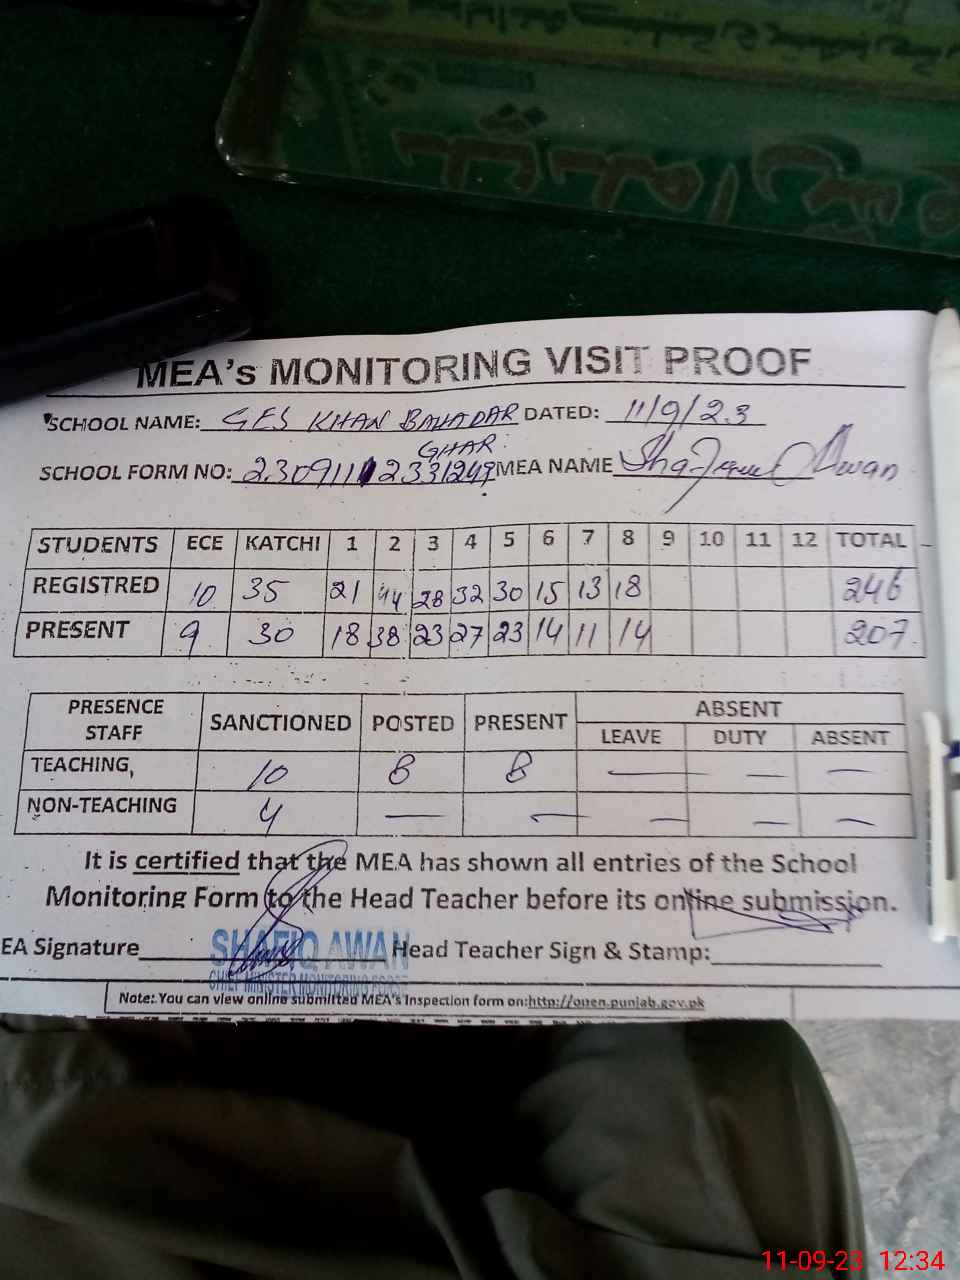 MEA's MONITORING VISIT PROOF
SCHOOL NAME: GES KHAN BAHADAR DATED: 11/9/23
GHAR.
SCHOOL FORM NO: 230911 2331249 MEA NAME Awan
STUDENTS ECE KATCHI 1 2 3 4 5 6 7 8 9 10 11 12 TOTAL
REGISTRED 10 35 21 44 28 32 30 15 13 18 246
PRESENT 9 30 18 38 23 27 23 14 11 14 207
PRESENCE STAFF SANCTIONED POSTED PRESENT ABSENT
LEAVE DUTY ABSENT
TEACHING, 10 8 8 — — —
NON-TEACHING 4 — — — — —
It is certified that the MEA has shown all entries of the School
Monitoring Form to the Head Teacher before its online submission.
EA Signature SHAFIQ AWAN Head Teacher Sign & Stamp:
CHIEF MINISTER MONITORING FORCE
Note: You can view online submitted MEA's Inspection form on:http://open.punjab.gov.pk
11-09-23 12:34